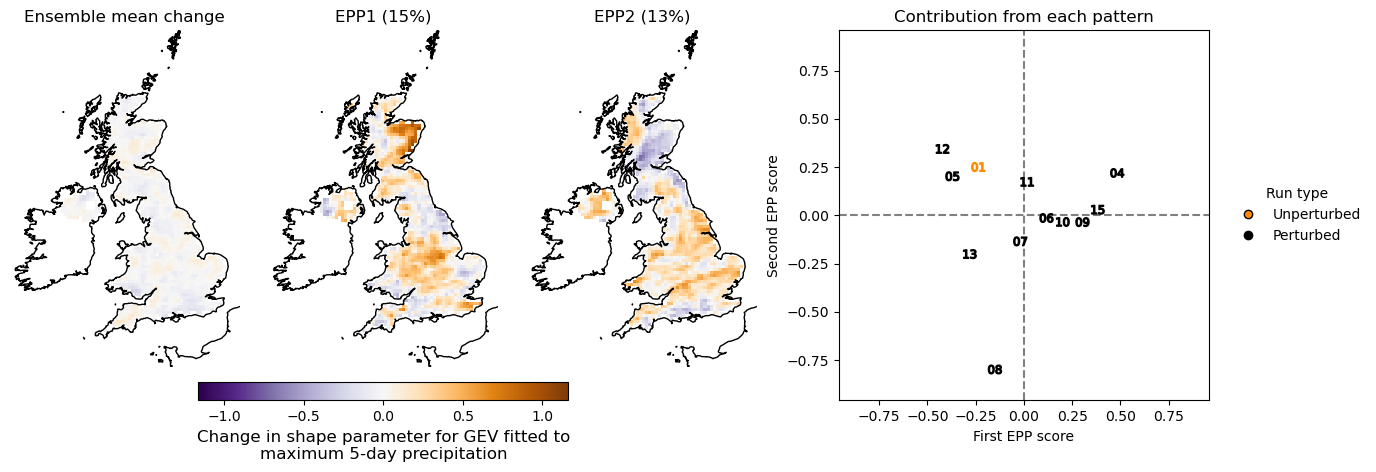 Ensemble mean change
EPP1 (15%)
EPP2 (13%)
Contribution from each pattern
−1.0 −0.5 0.0 0.5 1.0
Change in shape parameter for GEV fitted to
maximum 5-day precipitation
Second EPP score
0.75
0.50
0.25
0.00
−0.25
−0.50
−0.75
12
01
05
04
11
15
06
10
09
07
13
08
−0.75 −0.50 −0.25 0.00 0.25 0.50 0.75
First EPP score
Run type
Unperturbed
Perturbed